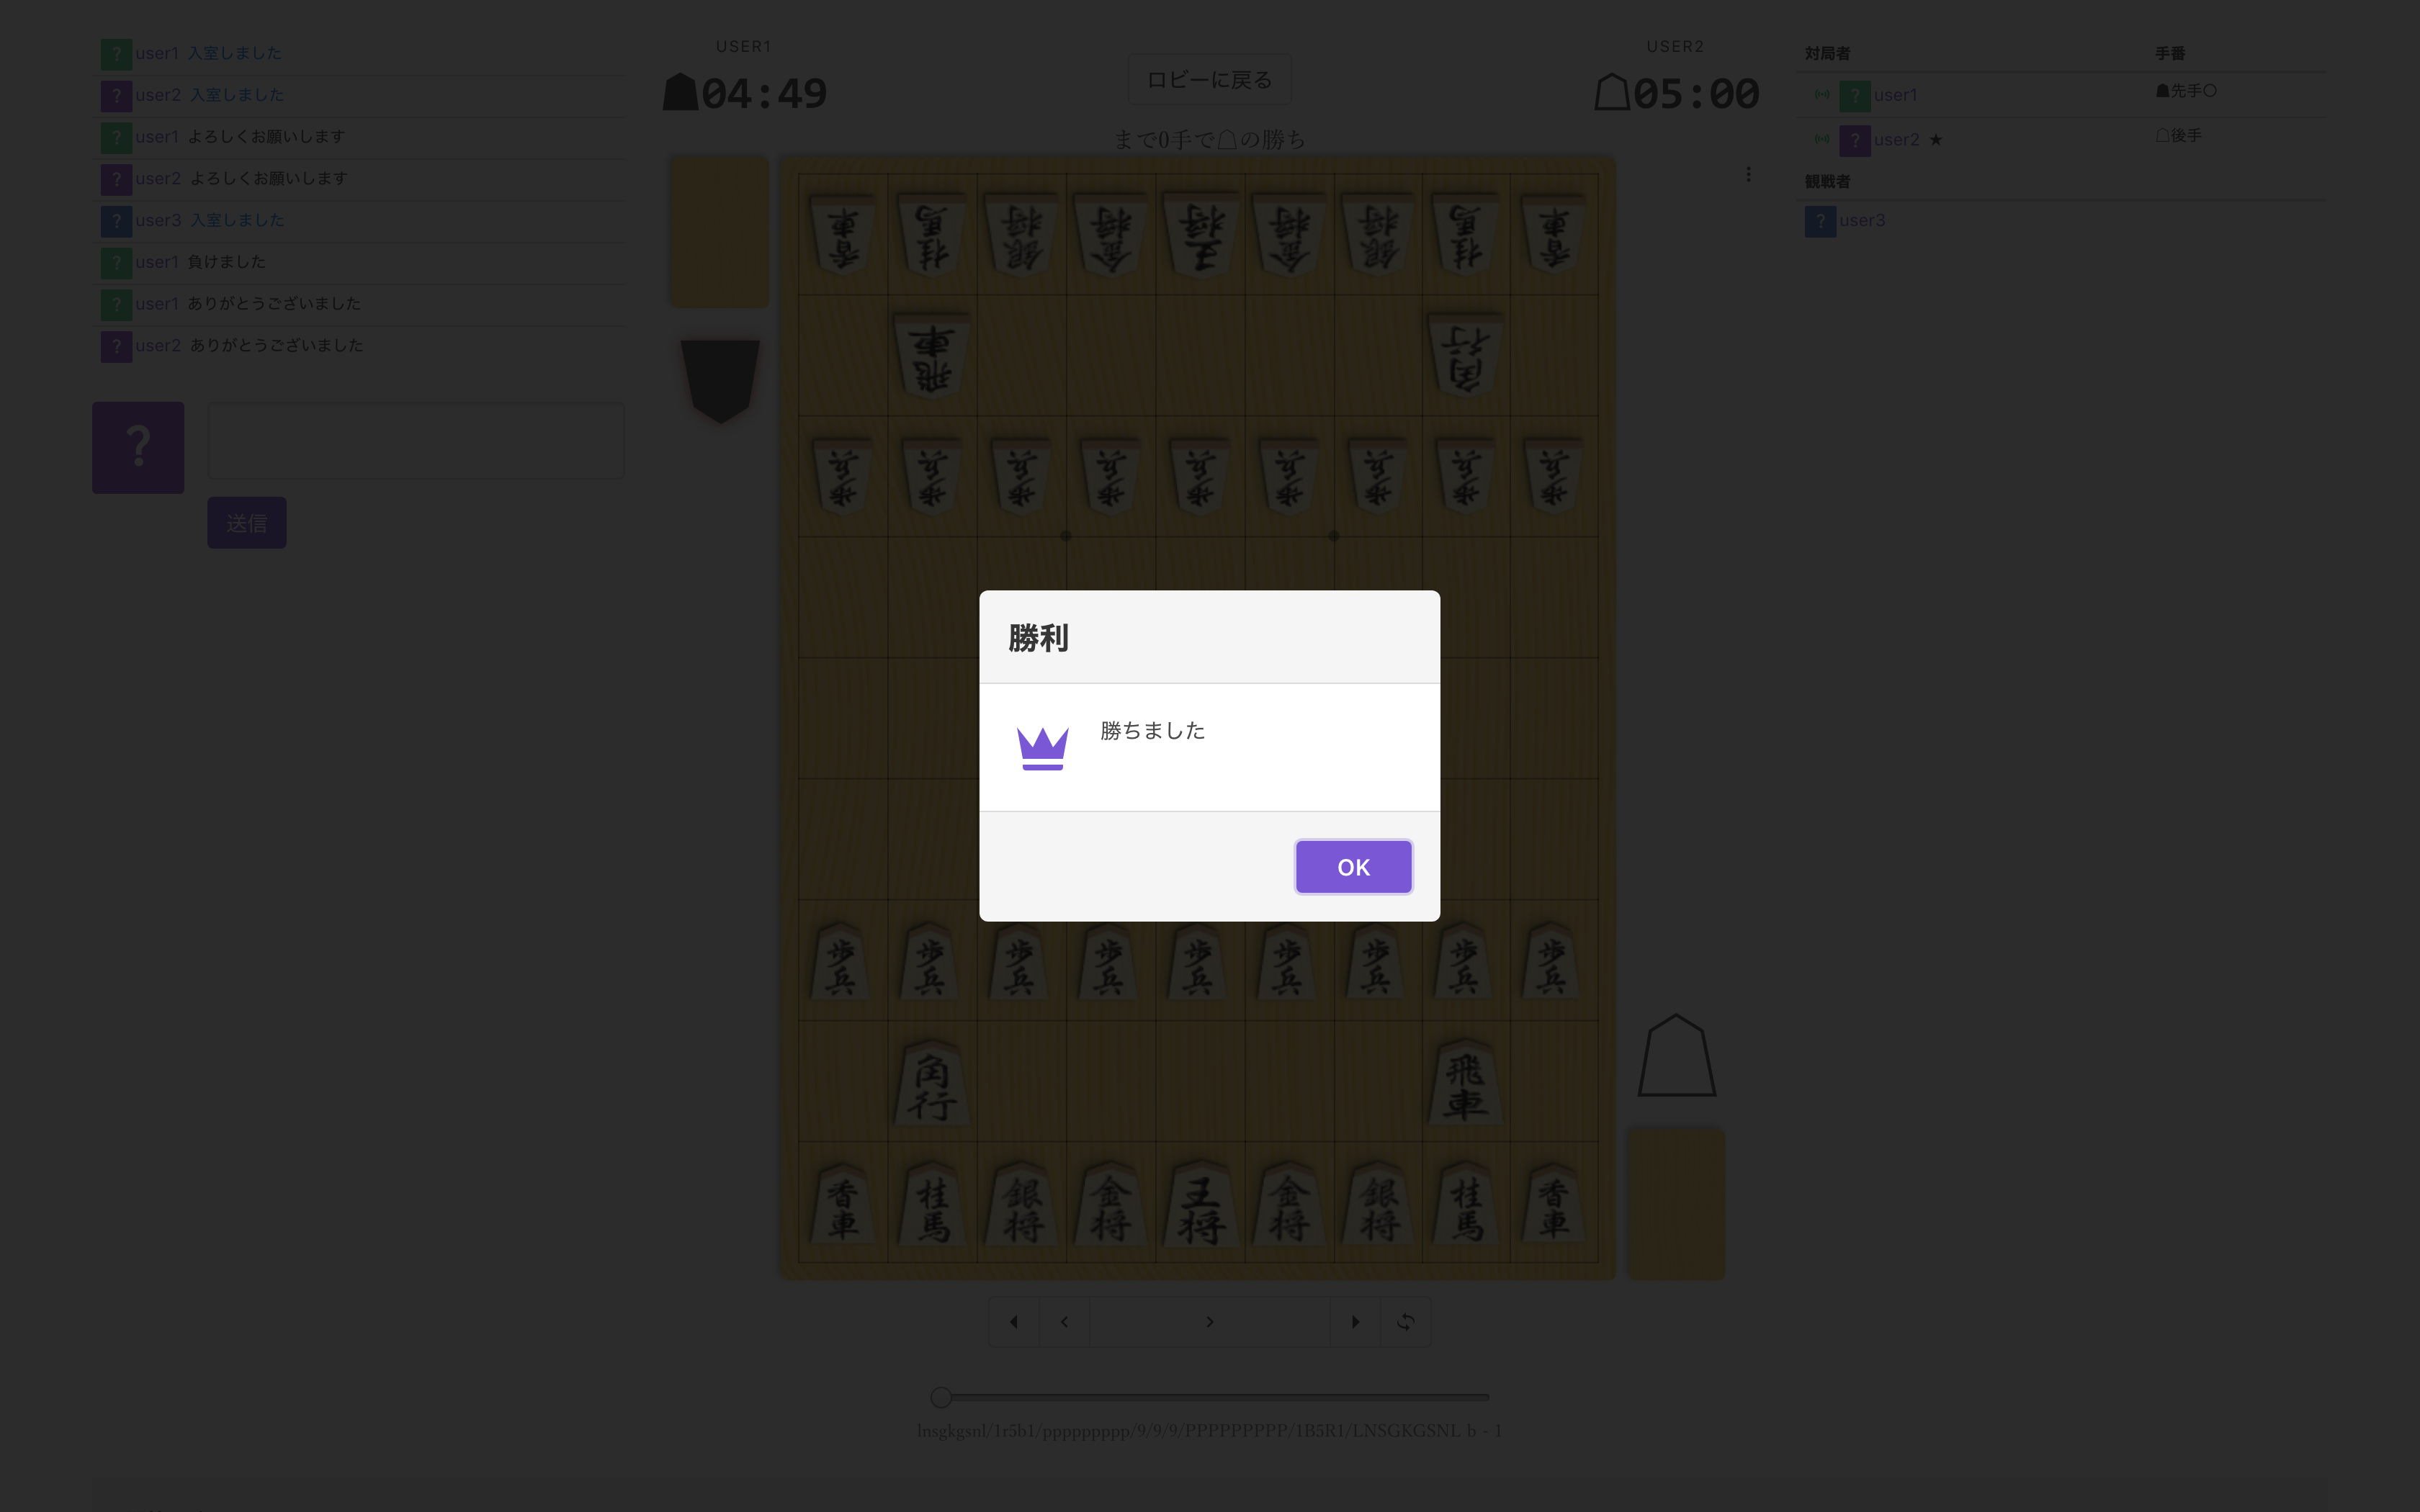 user1 入室しました
user2 入室しました
user1 よろしくお願いします
user2 よろしくお願いします
user3 入室しました
user1 負けました
user1 ありがとうございました
user2 ありがとうございました
?
送信
USER1
☗04:49
ロビーに戻る
USER2
☖05:00
まで0手で☖の勝ち
対局者 手番
user1 ☗先手○
user2 ★ ☖後手
観戦者
user3
香車 桂馬 銀将 金将 王将 金将 銀将 桂馬 香車
飛車 角行
歩兵 歩兵 歩兵 歩兵 歩兵 歩兵 歩兵 歩兵 歩兵
勝利
勝ちました
OK
歩兵 歩兵 歩兵 歩兵 歩兵 歩兵 歩兵 歩兵 歩兵
角行 飛車
香車 桂馬 銀将 金将 王将 金将 銀将 桂馬 香車
lnsgkgsnl/1r5b1/ppppppppp/9/9/9/PPPPPPPPP/1B5R1/LNSGKGSNL b - 1